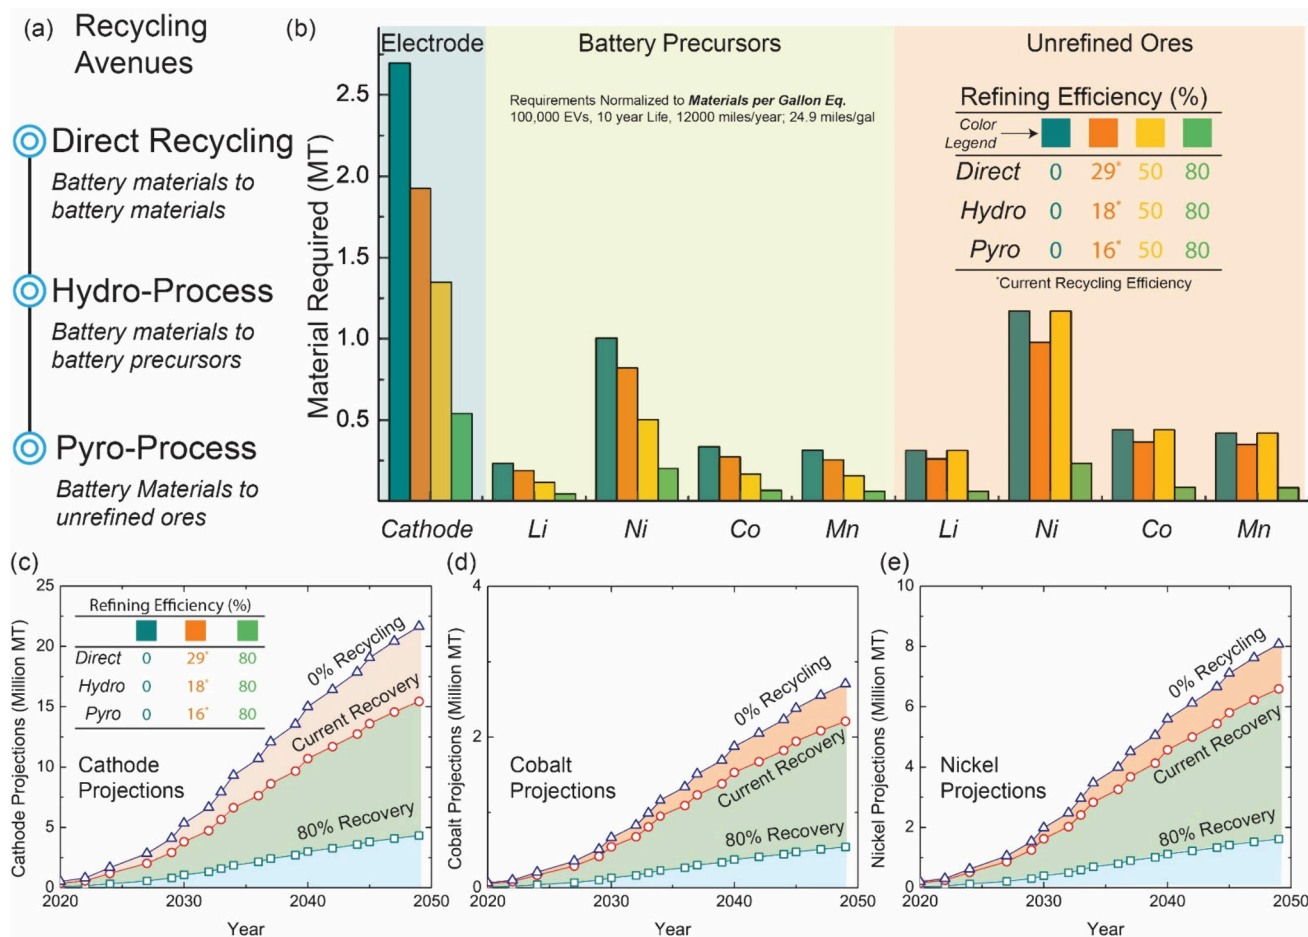 (a)
Recycling
Avenues
Direct Recycling
Battery materials to
battery materials
Hydro-Process
Battery materials to
battery precursors
Pyro-Process
Battery Materials to
unrefined ores
(b)
Electrode
Battery Precursors
Unrefined Ores
Requirements Normalized to Materials per Gallon Eq.
100,000 EVs, 10 year Life, 12000 miles/year; 24.9 miles/gal
Refining Efficiency (%)
Color
Legend
Direct 0 29* 50 80
Hydro 0 18* 50 80
Pyro 0 16* 50 80
*Current Recycling Efficiency
Material Required (MT)
2.5
2.0
1.5
1.0
0.5
Cathode Li Ni Co Mn Li Ni Co Mn
(c)
Cathode Projections (Million MT)
25
20
15
10
5
0
Refining Efficiency (%)
Direct 0 29* 80
Hydro 0 18* 80
Pyro 0 16* 80
0% Recycling
Current Recovery
80% Recovery
Cathode
Projections
2020 2030 2040 2050
Year
(d)
Cobalt Projections (Million MT)
4
2
0
0% Recycling
Current Recovery
80% Recovery
Cobalt
Projections
2020 2030 2040 2050
Year
(e)
Nickel Projections (Million MT)
10
8
6
4
2
0
0% Recycling
Current Recovery
80% Recovery
Nickel
Projections
2020 2030 2040 2050
Year